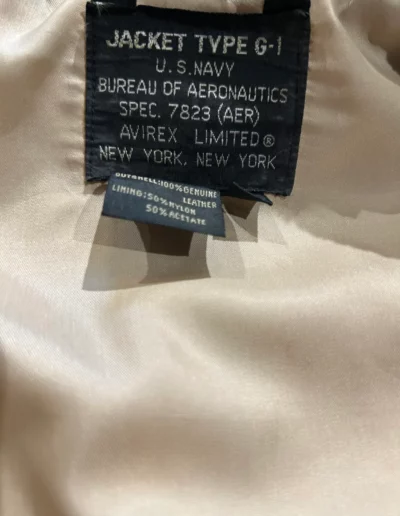 JACKET TYPE G-1
U.S.NAVY
BUREAU OF AERONAUTICS
SPEC. 7823 (AER)
AVIREX LIMITED®
NEW YORK, NEW YORK
OUTSHELL:100%GENUINE
LEATHER
LINING:50%NYLON
50%ACETATE